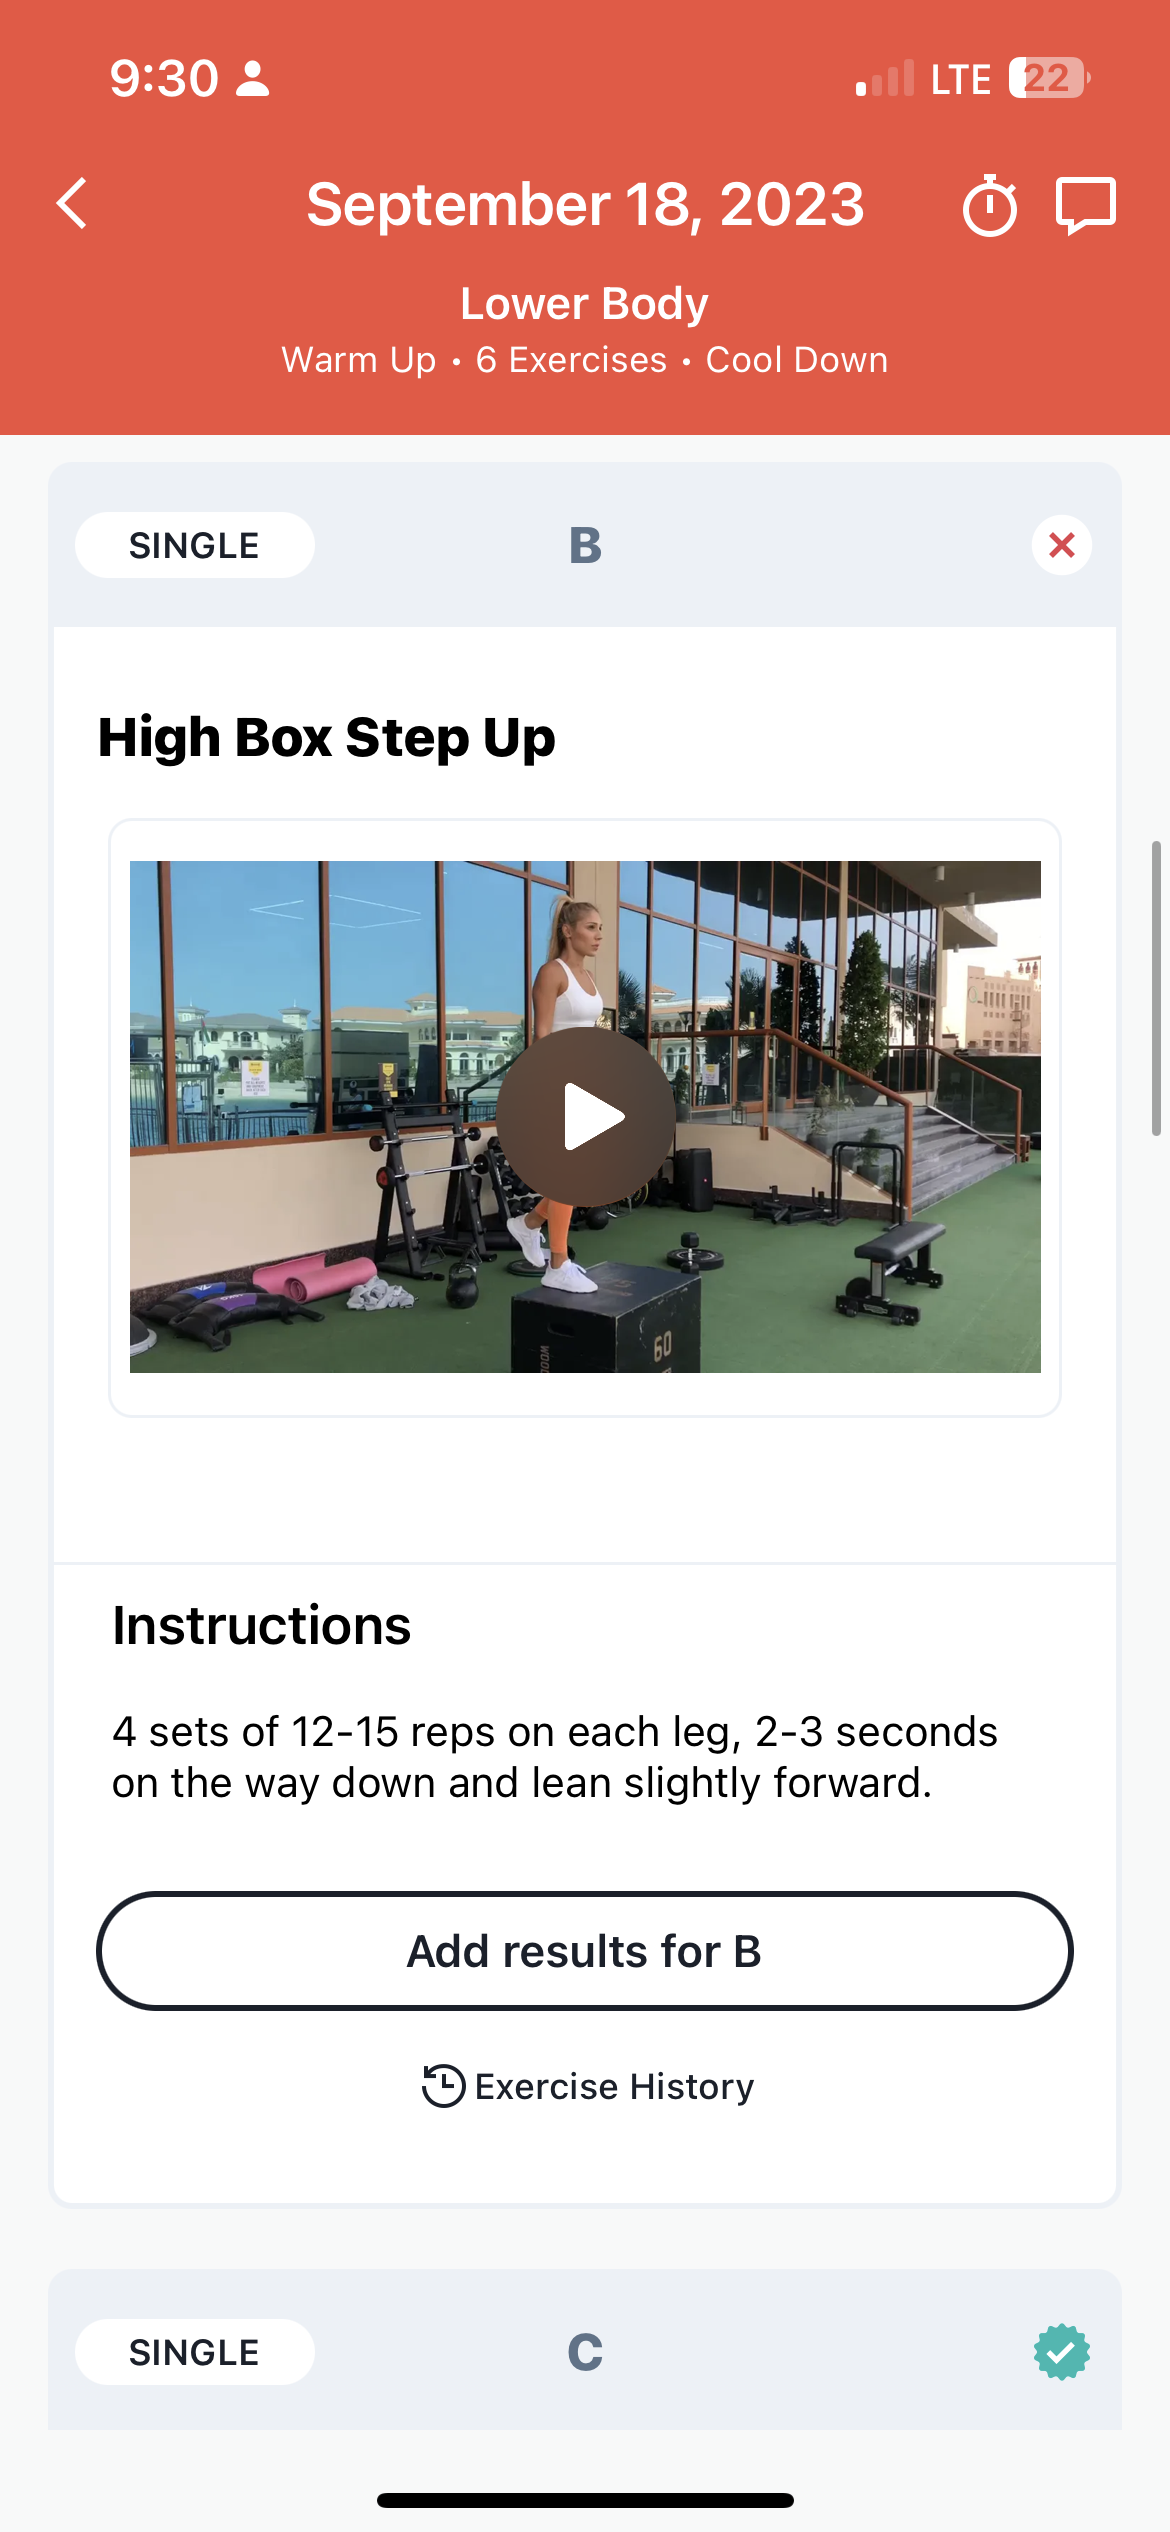 9:30
LTE 22
September 18, 2023
Lower Body
Warm Up • 6 Exercises • Cool Down
SINGLE B
High Box Step Up
60
Instructions
4 sets of 12-15 reps on each leg, 2-3 seconds
on the way down and lean slightly forward.
Add results for B
Exercise History
SINGLE C